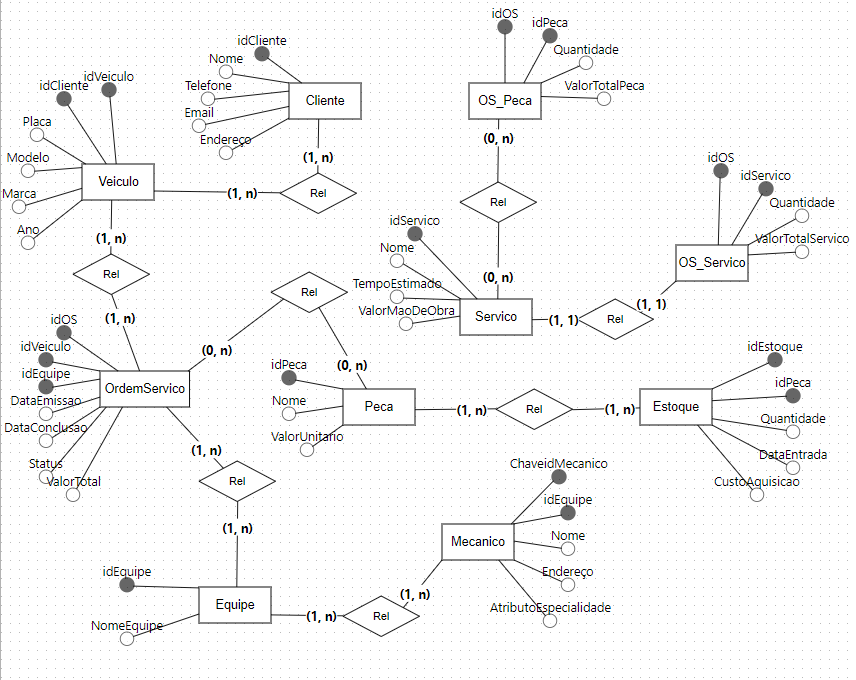 idOS
idPeca
Quantidade
ValorTotalPeca
OS_Peca
(0, n)
idCliente
Nome
Telefone
Email
Endereço
Cliente
(1, n)
idCliente
idVeiculo
Placa
Modelo
Marca
Ano
Veiculo
(1, n)
Rel
(1, n)
Rel
(1, n)
Rel
(0, n)
idOS
idServico
Quantidade
ValorTotalServico
OS_Servico
(1, 1)
idServico
Nome
TempoEstimado
ValorMaoDeObra
Servico
(1, 1)
Rel
Rel
(0, n)
(0, n)
idOS
idVeiculo
idEquipe
DataEmissao
DataConclusao
Status
ValorTotal
OrdemServico
(1, n)
Rel
(1, n)
idPeca
Nome
ValorUnitario
Peca
(1, n)
Rel
(1, n)
idEstoque
idPeca
Quantidade
DataEntrada
CustoAquisicao
Estoque
ChaveidMecanico
idEquipe
Nome
Endereço
AtributoEspecialidade
Mecanico
(1, n)
idEquipe
NomeEquipe
Equipe
(1, n)
Rel